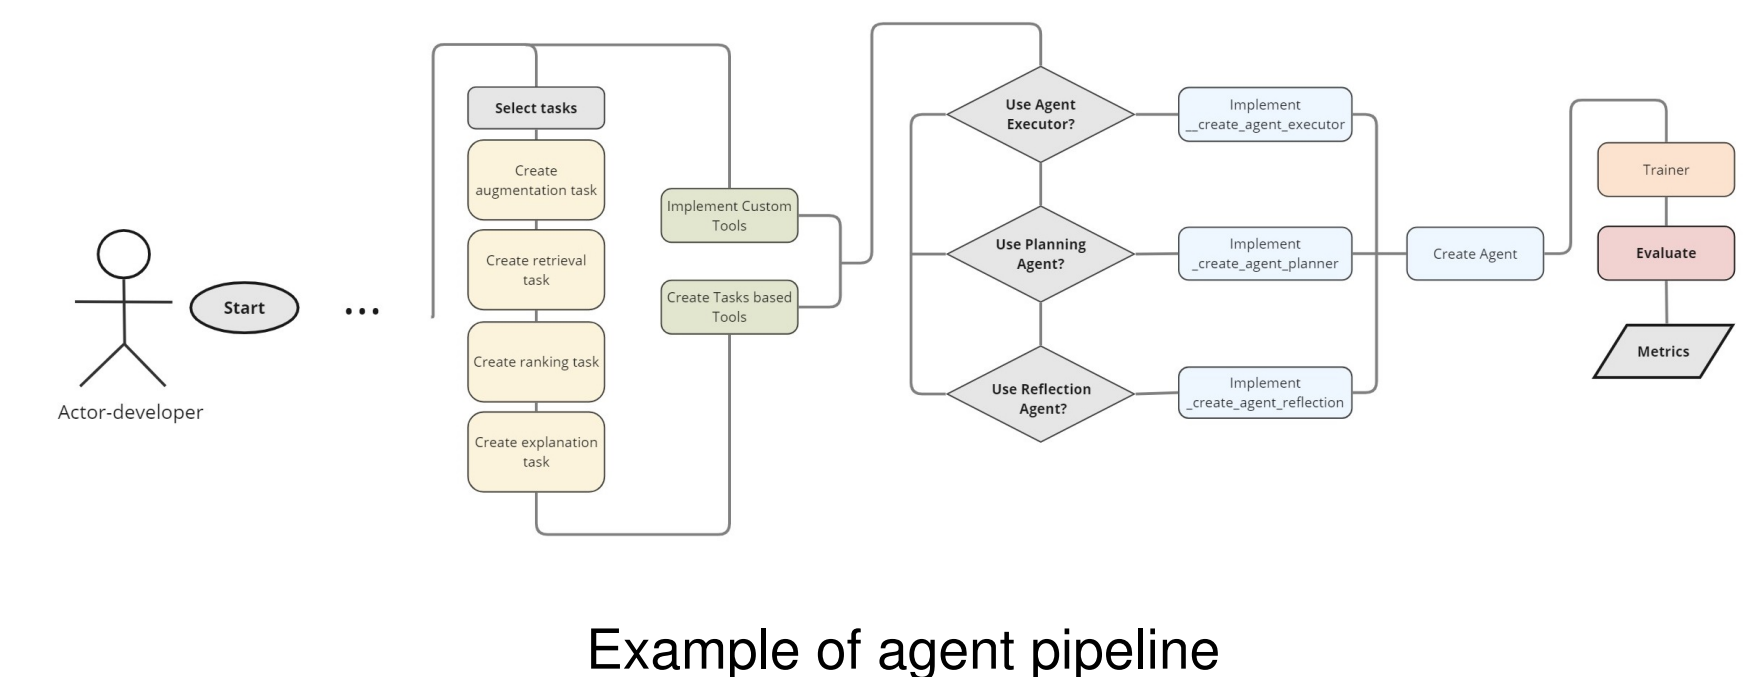 Actor-developer
Start
...
Select tasks
Create
augmentation task
Create retrieval
task
Create ranking task
Create explanation
task
Implement Custom
Tools
Create Tasks based
Tools
Use Agent
Executor?
Implement
__create_agent_executor
Use Planning
Agent?
Implement
_create_agent_planner
Use Reflection
Agent?
Implement
_create_agent_reflection
Create Agent
Trainer
Evaluate
Metrics
Example of agent pipeline